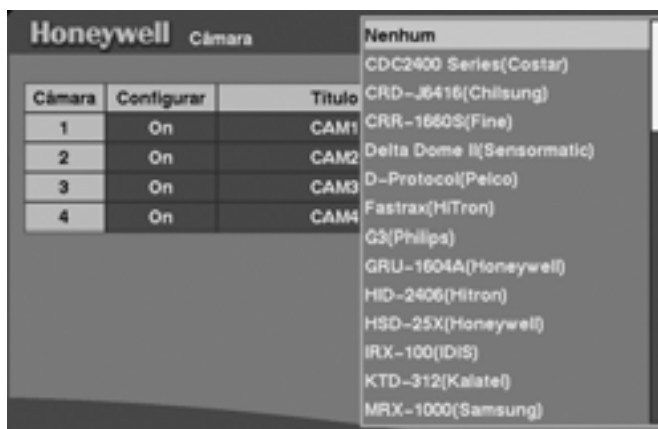 Honeywell Câmara
Câmara Configurar Título
1 On CAM1
2 On CAM2
3 On CAM3
4 On CAM4
Nenhum
CDC2400 Series(Costar)
CRD-J6416(Chilsung)
CRR-1660S(Fine)
Delta Dome II(Sensormatic)
D-Protocol(Pelco)
Fastrax(HiTron)
G3(Philips)
GRU-1604A(Honeywell)
HID-2406(Hitron)
HSD-25X(Honeywell)
IRX-100(IDIS)
KTD-312(Kalatel)
MRX-1000(Samsung)